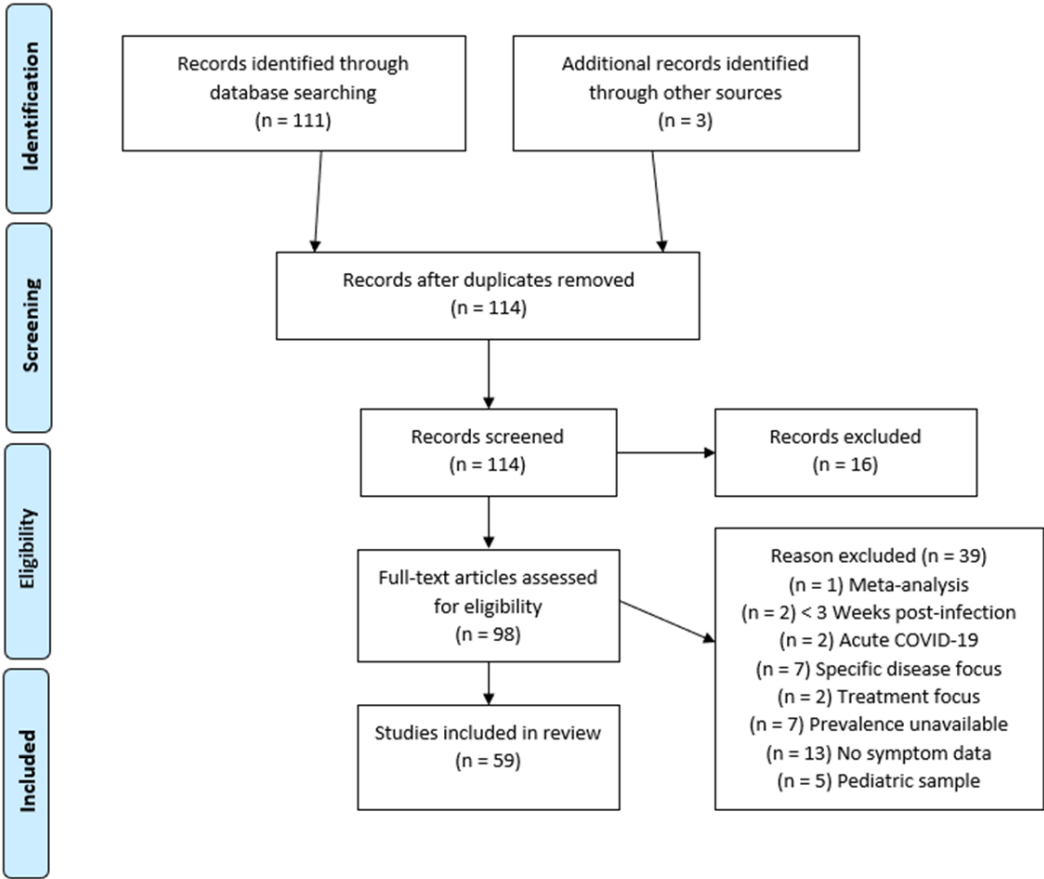 Identification
Records identified through
database searching
(n = 111)
Additional records identified
through other sources
(n = 3)
Screening
Records after duplicates removed
(n = 114)
Records screened
(n = 114)
Records excluded
(n = 16)
Eligibility
Full-text articles assessed
for eligibility
(n = 98)
Reason excluded (n = 39)
(n = 1) Meta-analysis
(n = 2) < 3 Weeks post-infection
(n = 2) Acute COVID-19
(n = 7) Specific disease focus
(n = 2) Treatment focus
(n = 7) Prevalence unavailable
(n = 13) No symptom data
(n = 5) Pediatric sample
Included
Studies included in review
(n = 59)